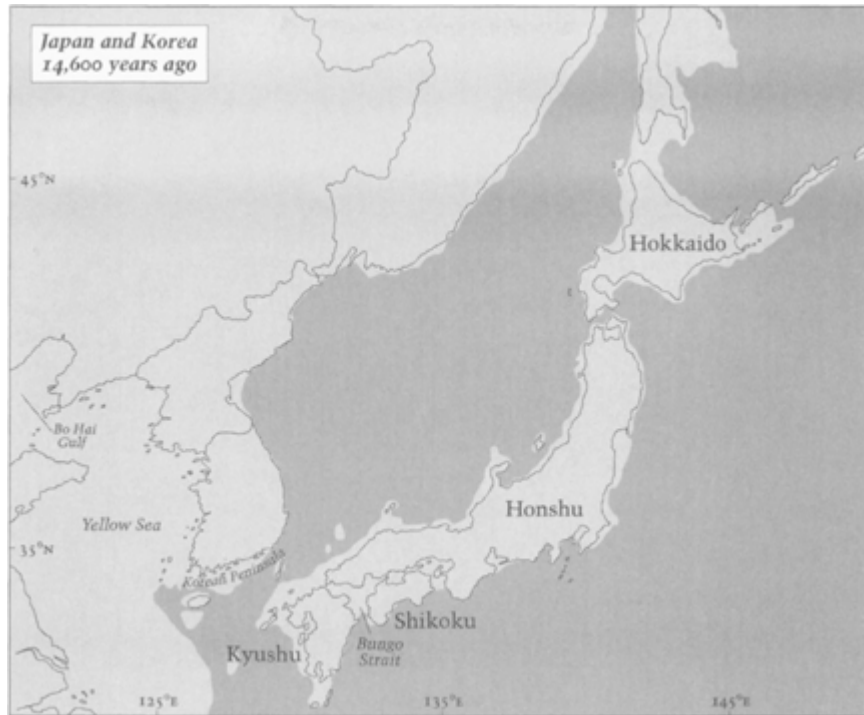 Japan and Korea
14,600 years ago
45°N
Hokkaido
Bo Hai
Gulf
Honshu
Yellow Sea
35°N
Korean Peninsula
Shikoku
Bungo
Strait
Kyushu
125°E
135°E
145°E